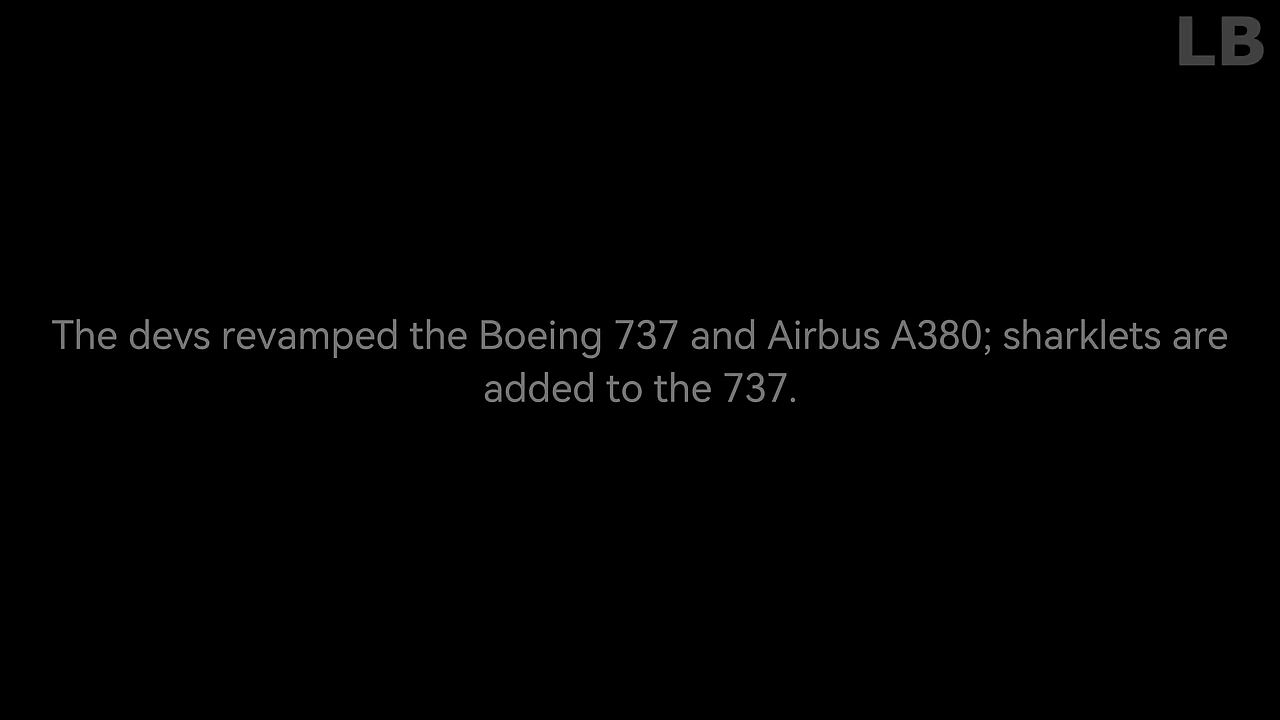 LB
The devs revamped the Boeing 737 and Airbus A380; sharklets are
added to the 737.